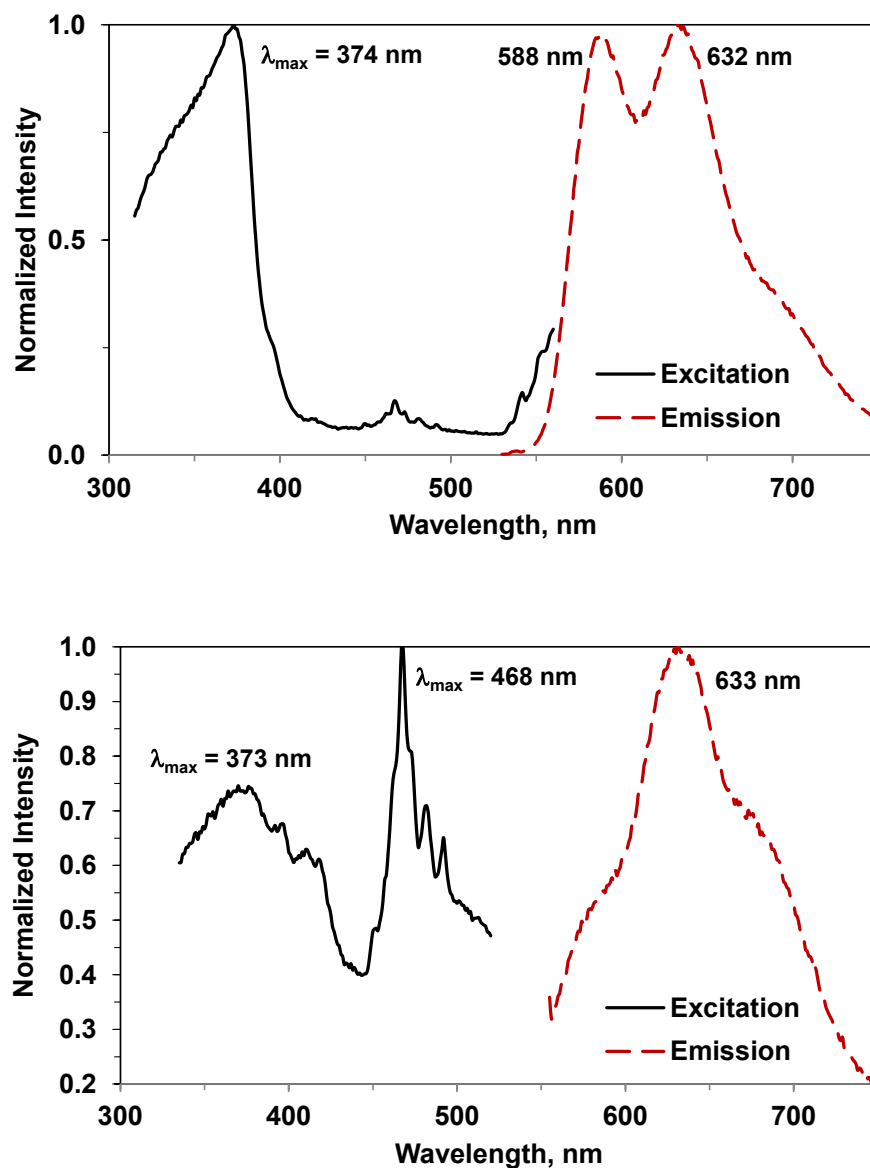 1.0
λmax = 374 nm
588 nm
632 nm
Normalized Intensity
0.5
Excitation
Emission
0.0
300
400
500
600
700
Wavelength, nm
1.0
λmax = 468 nm
633 nm
0.9
0.8
λmax = 373 nm
0.7
Normalized Intensity
0.6
0.5
0.4
Excitation
0.3
Emission
0.2
300
400
500
600
700
Wavelength, nm